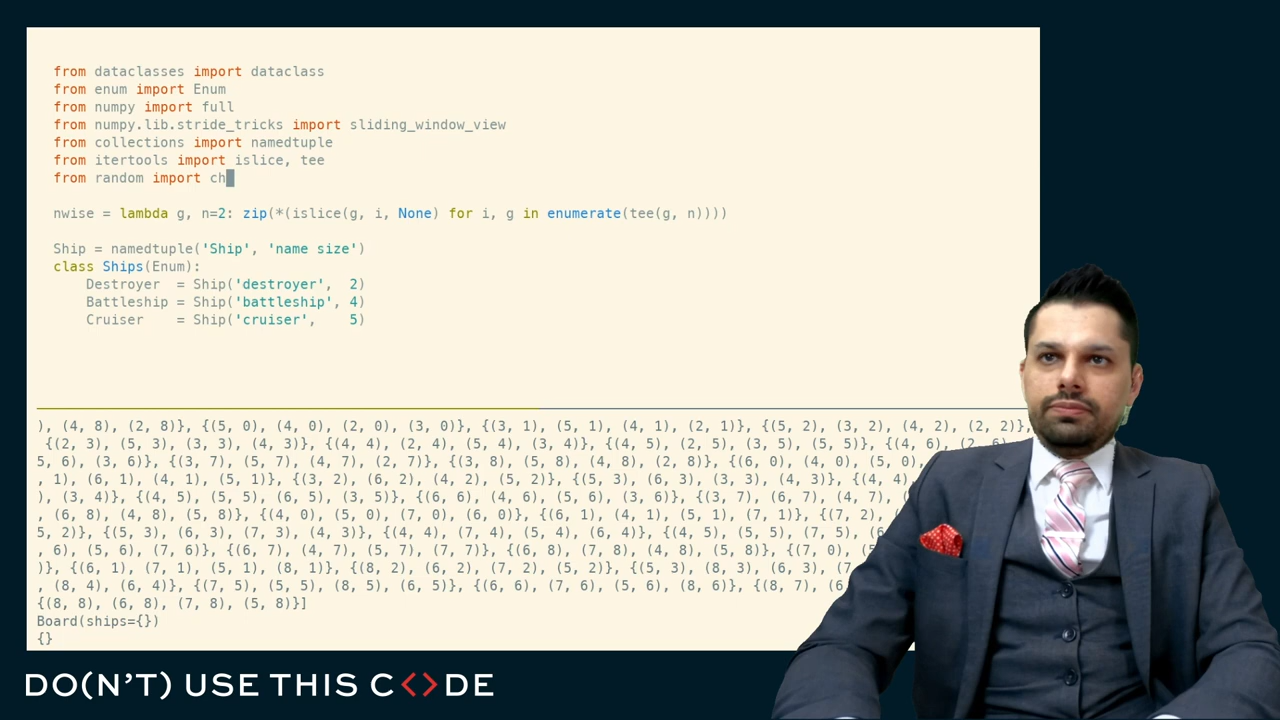 from dataclasses import dataclass
from enum import Enum
from numpy import full
from numpy.lib.stride_tricks import sliding_window_view
from collections import namedtuple
from itertools import islice, tee
from random import ch
nwise = lambda g, n=2: zip(*(islice(g, i, None) for i, g in enumerate(tee(g, n))))
Ship = namedtuple('Ship', 'name size')
class Ships(Enum):
    Destroyer  = Ship('destroyer',  2)
    Battleship = Ship('battleship', 4)
    Cruiser    = Ship('cruiser',    5)
), (4, 8), (2, 8)}, {(5, 0), (4, 0), (2, 0), (3, 0)}, {(3, 1), (5, 1), (4, 1), (2, 1)}, {(5, 2), (3, 2), (4, 2), (2, 2)},
 {(2, 3), (5, 3), (3, 3), (4, 3)}, {(4, 4), (2, 4), (5, 4), (3, 4)}, {(4, 5), (2, 5), (3, 5), (5, 5)}, {(4, 6), (2, 6)
5, 6), (3, 6)}, {(3, 7), (5, 7), (4, 7), (2, 7)}, {(3, 8), (5, 8), (4, 8), (2, 8)}, {(6, 0), (4, 0), (5, 0),
, 1), (6, 1), (4, 1), (5, 1)}, {(3, 2), (6, 2), (4, 2), (5, 2)}, {(5, 3), (6, 3), (3, 3), (4, 3)}, {(4, 4),
), (3, 4)}, {(4, 5), (5, 5), (6, 5), (3, 5)}, {(6, 6), (4, 6), (5, 6), (3, 6)}, {(3, 7), (6, 7), (4, 7), (
, (6, 8), (4, 8), (5, 8)}, {(4, 0), (5, 0), (7, 0), (6, 0)}, {(6, 1), (4, 1), (5, 1), (7, 1)}, {(7, 2), (
5, 2)}, {(5, 3), (6, 3), (7, 3), (4, 3)}, {(4, 4), (7, 4), (5, 4), (6, 4)}, {(4, 5), (5, 5), (7, 5), (6
, 6), (5, 6), (7, 6)}, {(6, 7), (4, 7), (5, 7), (7, 7)}, {(6, 8), (7, 8), (4, 8), (5, 8)}, {(7, 0), (5
)}, {(6, 1), (7, 1), (5, 1), (8, 1)}, {(8, 2), (6, 2), (7, 2), (5, 2)}, {(5, 3), (8, 3), (6, 3), (7
, (8, 4), (6, 4)}, {(7, 5), (5, 5), (8, 5), (6, 5)}, {(6, 6), (7, 6), (5, 6), (8, 6)}, {(8, 7), (6
{(8, 8), (6, 8), (7, 8), (5, 8)}]
Board(ships={})
{}
DO(N'T) USE THIS C<>DE